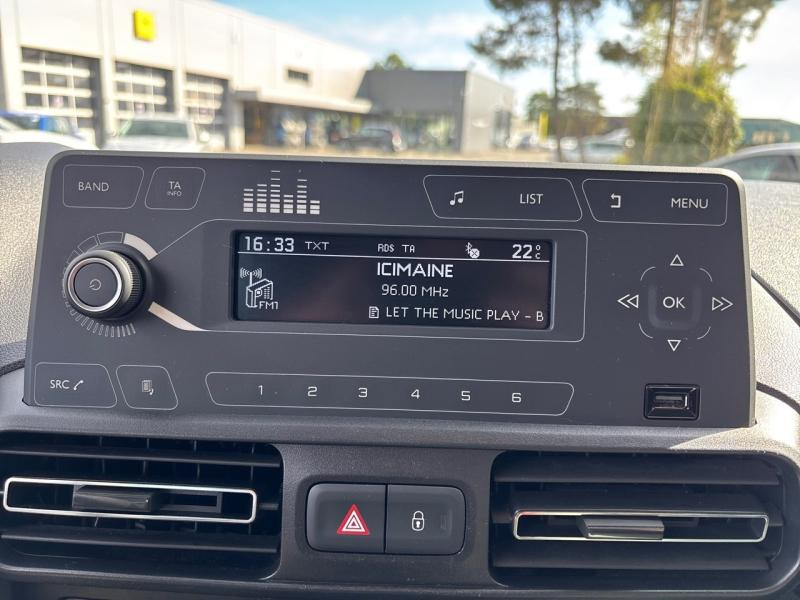 BAND
TA
INFO
LIST
MENU
16:33 TXT RDS TA 22°C
ICIMAINE
96.00 MHz
FM1
LET THE MUSIC PLAY - B
OK
SRC
1 2 3 4 5 6